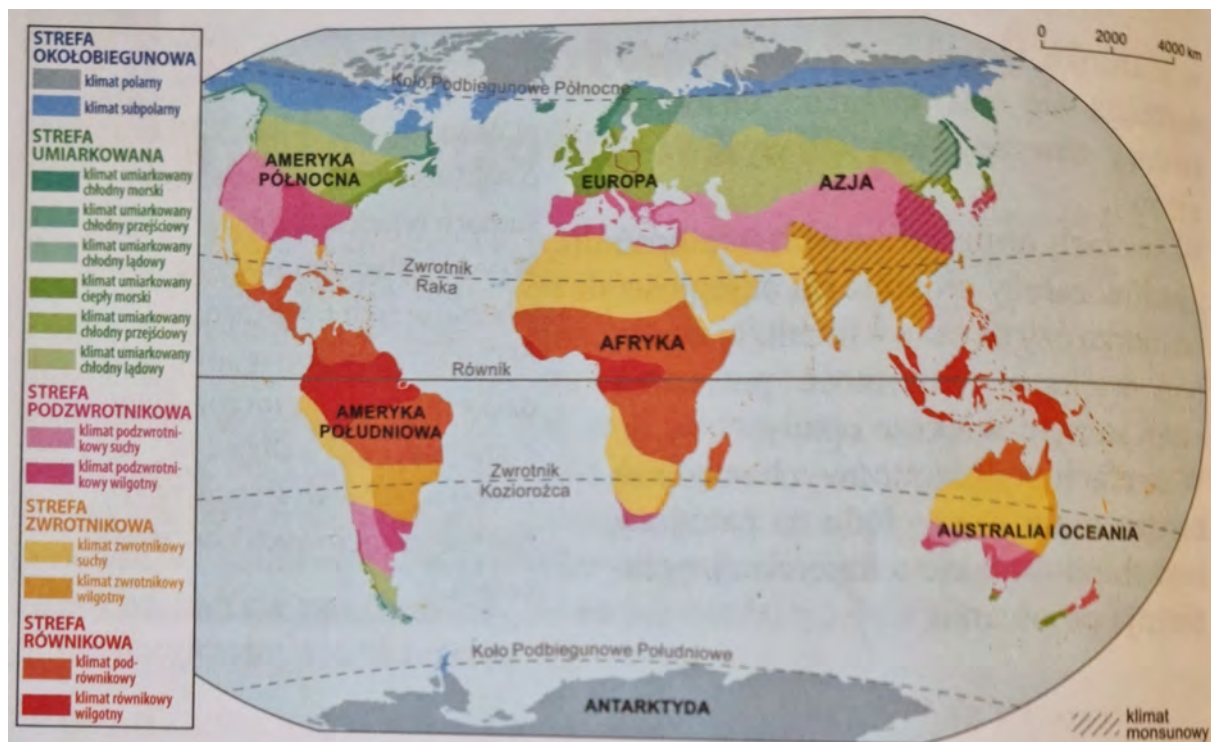 STREFA
OKOŁOBIEGUNOWA
klimat polarny
klimat subpolarny
STREFA
UMIARKOWANA
klimat umiarkowany
chłodny morski
klimat umiarkowany
chłodny przejściowy
klimat umiarkowany
chłodny lądowy
klimat umiarkowany
ciepły morski
klimat umiarkowany
chłodny przejściowy
klimat umiarkowany
chłodny lądowy
STREFA
PODZWROTNIKOWA
klimat podzwrotni-
kowy suchy
klimat podzwrotni-
kowy wilgotny
STREFA
ZWROTNIKOWA
klimat zwrotnikowy
suchy
klimat zwrotnikowy
wilgotny
STREFA
RÓWNIKOWA
klimat pod-
równikowy
klimat równikowy
wilgotny
0 2000 4000 km
Koło Podbiegunowe Północne
AMERYKA
PÓŁNOCNA
EUROPA
AZJA
Zwrotnik
Raka
AFRYKA
Równik
AMERYKA
POŁUDNIOWA
Zwrotnik
Koziorożca
AUSTRALIA I OCEANIA
Koło Podbiegunowe Południowe
ANTARKTYDA
klimat
monsunowy